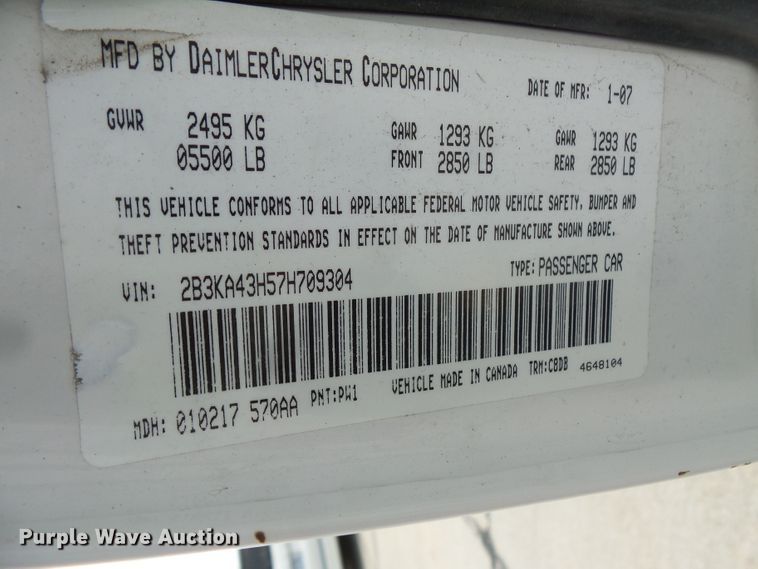 MFD BY DAIMLERCHRYSLER CORPORATION DATE OF MFR: 1-07
GVWR 2495 KG GAWR 1293 KG GAWR 1293 KG
05500 LB FRONT 2850 LB REAR 2850 LB
THIS VEHICLE CONFORMS TO ALL APPLICABLE FEDERAL MOTOR VEHICLE SAFETY, BUMPER AND
THEFT PREVENTION STANDARDS IN EFFECT ON THE DATE OF MANUFACTURE SHOWN ABOVE.
VIN: 2B3KA43H57H709304 TYPE: PASSENGER CAR
MDH: 010217 570AA PNT:PW1 VEHICLE MADE IN CANADA TRM:C8DB 4648104
Purple Wave Auction